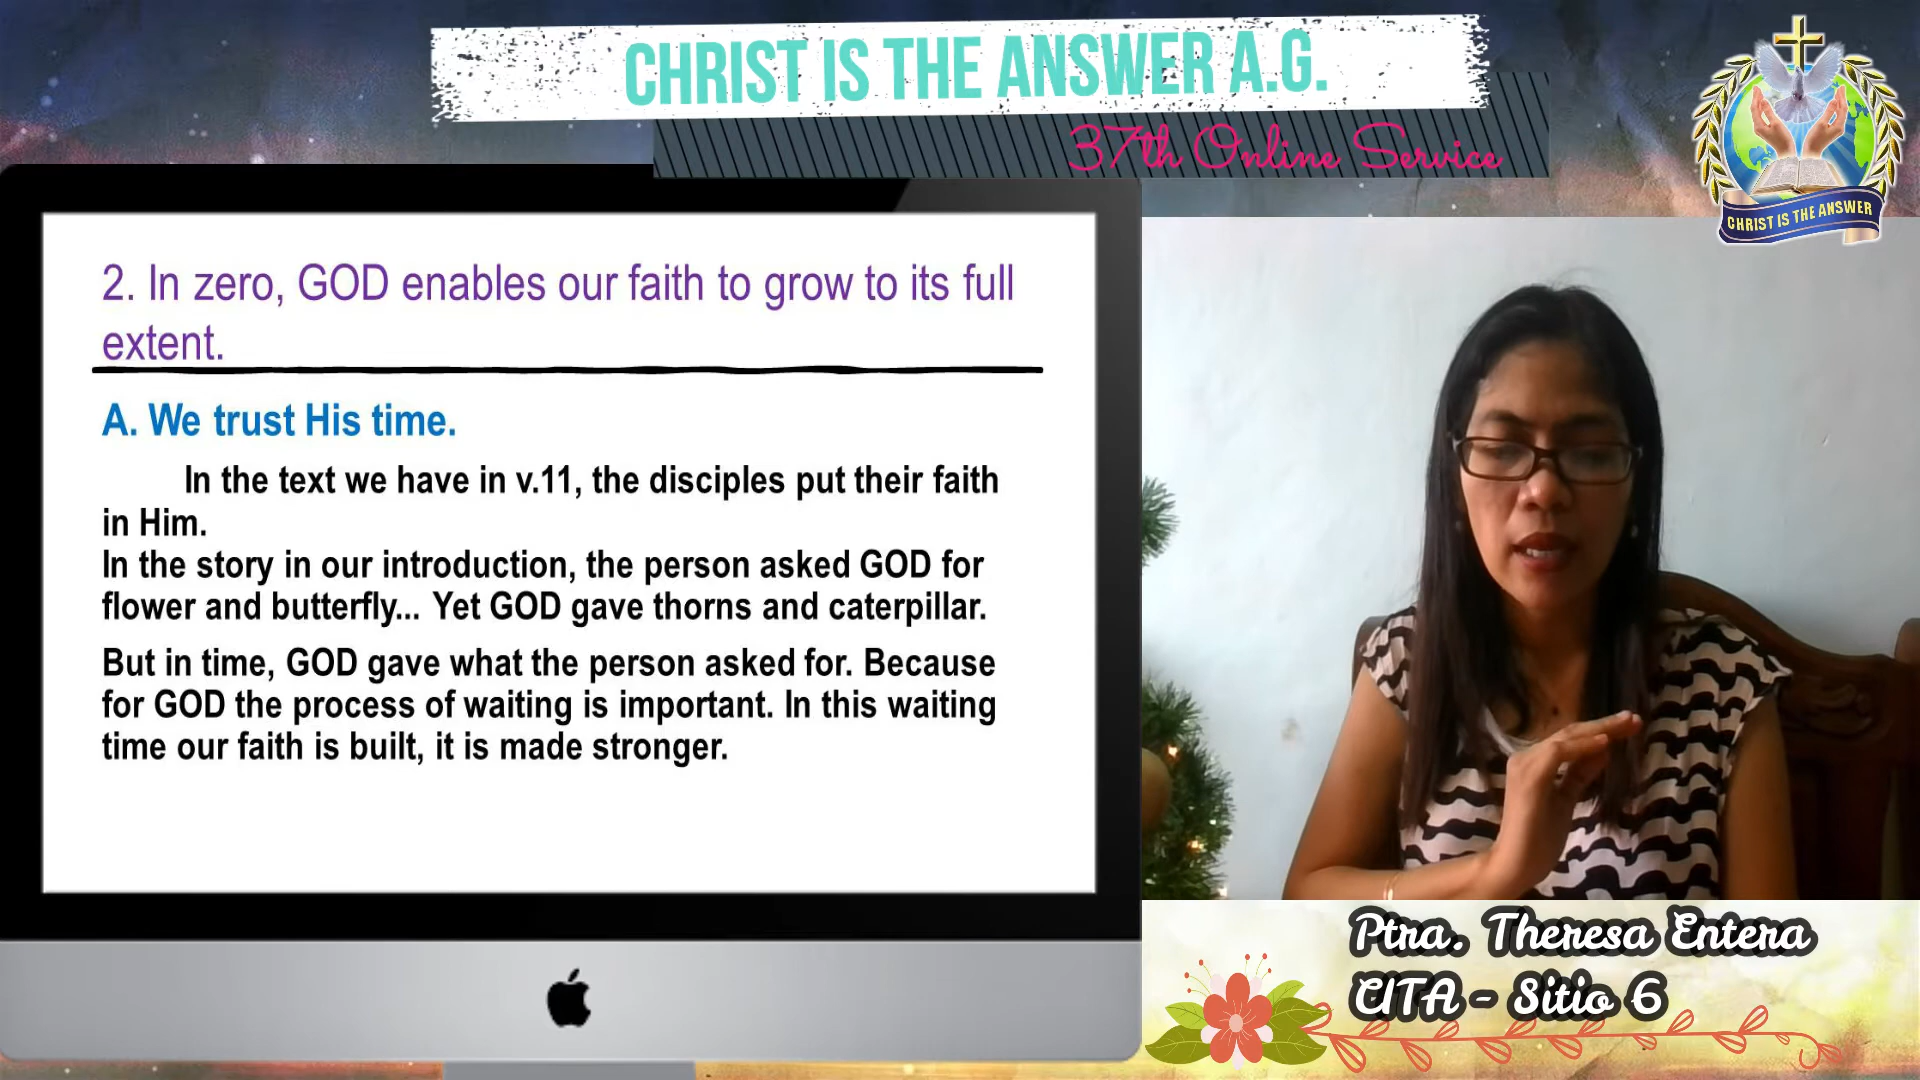 CHRIST IS THE ANSWER A.G.
37th Online Service
CHRIST IS THE ANSWER
2. In zero, GOD enables our faith to grow to its full
extent.
A. We trust His time.
In the text we have in v.11, the disciples put their faith
in Him.
In the story in our introduction, the person asked GOD for
flower and butterfly... Yet GOD gave thorns and caterpillar.
But in time, GOD gave what the person asked for. Because
for GOD the process of waiting is important. In this waiting
time our faith is built, it is made stronger.
Ptra. Theresa Entera
CITA - Sitio 6